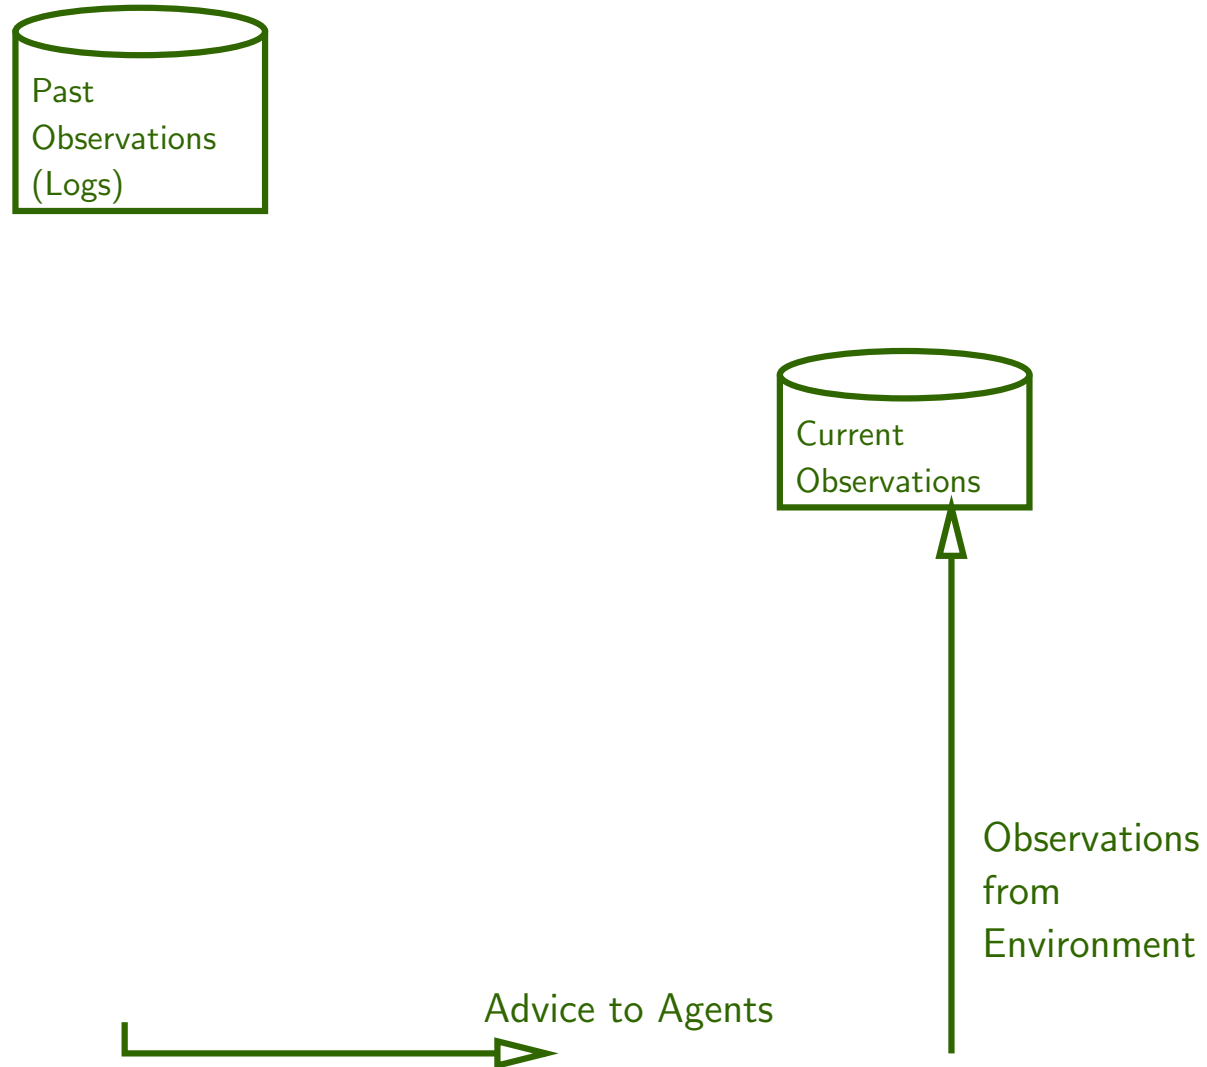 Past
Observations
(Logs)
Current
Observations
Observations
from
Environment
Advice to Agents